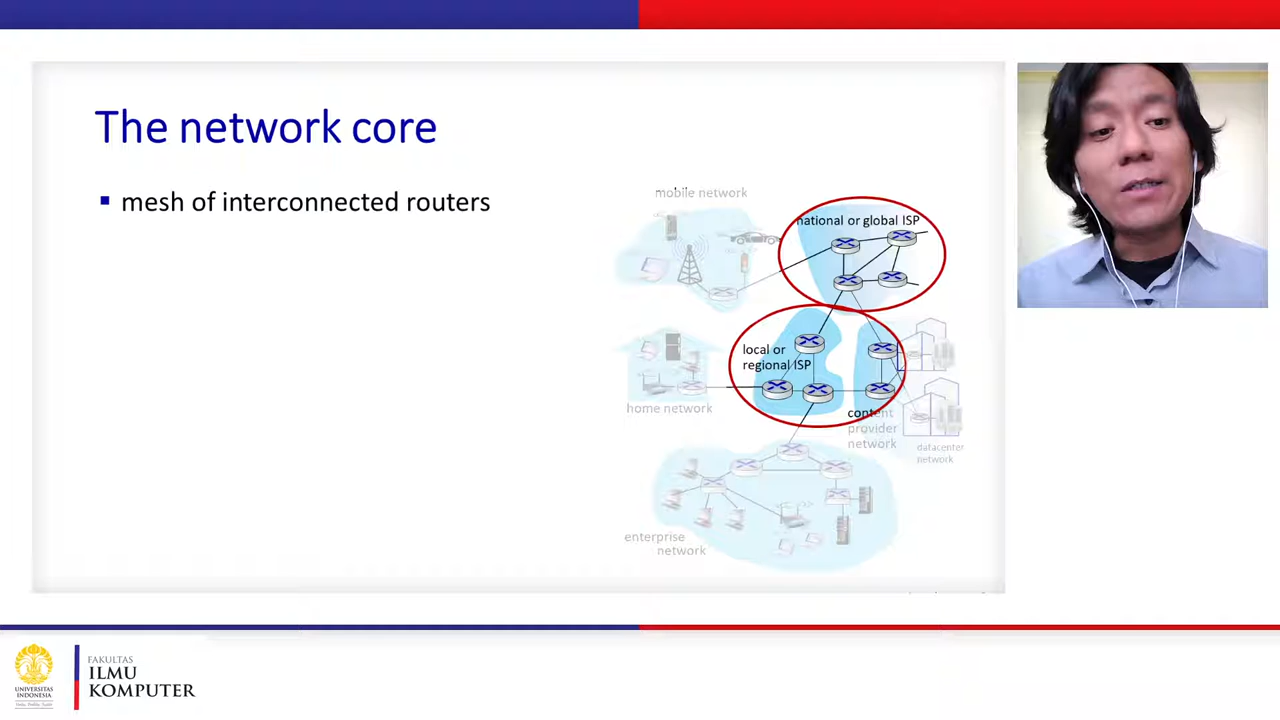 The network core
mesh of interconnected routers
mobile network
national or global ISP
local or
regional ISP
home network
content
provider
network
datacenter
network
enterprise
network
UNIVERSITAS
INDONESIA
FAKULTAS
ILMU
KOMPUTER